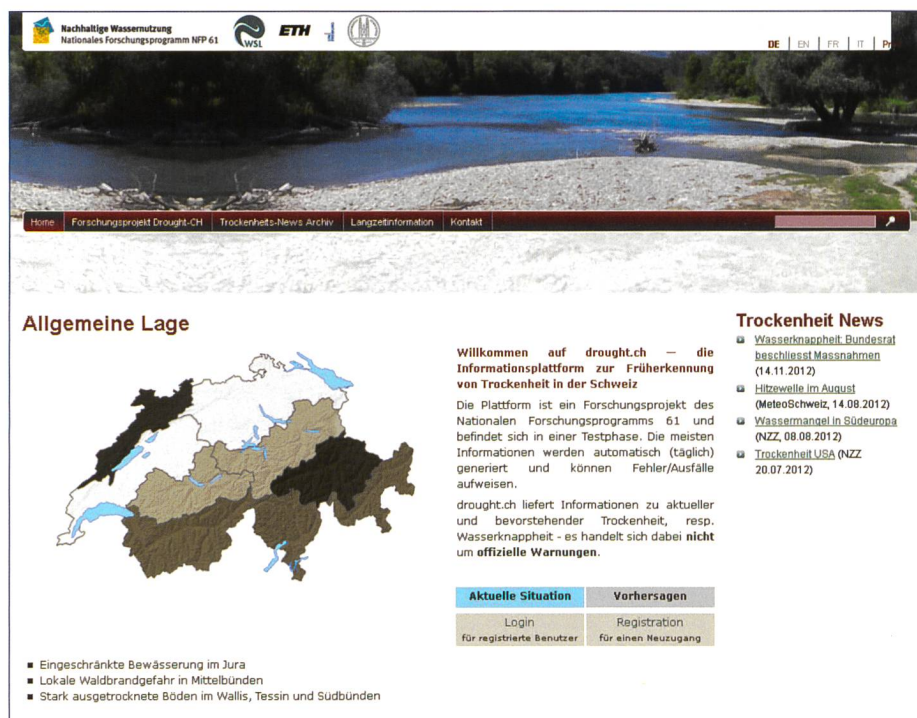 Nachhaltige Wassernutzung
Nationales Forschungsprogramm NFP 61
WSL
ETH
DE | EN | FR | IT |
Home
Forschungsprojekt Drought-CH
Trockenheits-News Archiv
Langzeitinformation
Kontakt
Allgemeine Lage
Willkommen auf drought.ch — die
Informationsplattform zur Früherkennung
von Trockenheit in der Schweiz
Die Plattform ist ein Forschungsprojekt des
Nationalen Forschungsprogramms 61 und
befindet sich in einer Testphase. Die meisten
Informationen werden automatisch (täglich)
generiert und können Fehler/Ausfälle
aufweisen.
drought.ch liefert Informationen zu aktueller
und bevorstehender Trockenheit, resp.
Wasserknappheit - es handelt sich dabei nicht
um offizielle Warnungen.
Aktuelle Situation
Vorhersagen
Login
für registrierte Benutzer
Registration
für einen Neuzugang
Trockenheit News
Wasserknappheit: Bundesrat
beschliesst Massnahmen
(14.11.2012)
Hitzewelle im August
(MeteoSchweiz, 14.08.2012)
Wassermangel in Südeuropa
(NZZ, 08.08.2012)
Trockenheit USA (NZZ
20.07.2012)
Eingeschränkte Bewässerung im Jura
Lokale Waldbrandgefahr in Mittelbünden
Stark ausgetrocknete Böden im Wallis, Tessin und Südbünden